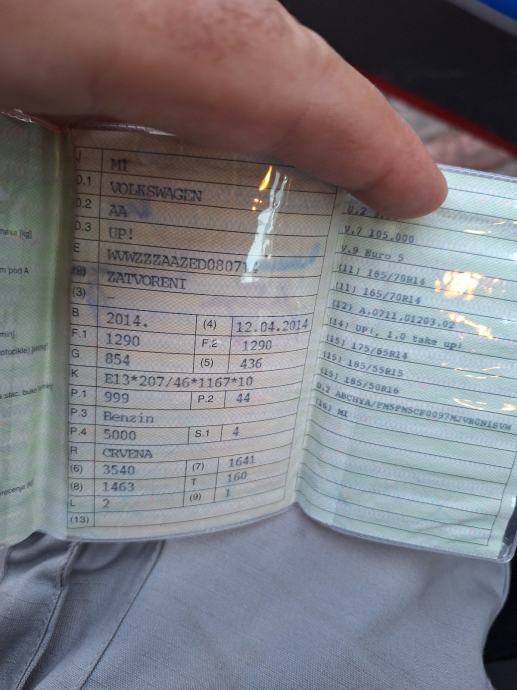 J M1
D.1 VOLKSWAGEN
D.2 AA
D.3 UP!
E
ZATVORENI
(3) –
B 2014. (4) 12.04.2014
F.1 1290 F.2 1290
G 854 (5) 436
K E13*207/46*1167*10
P.1 999 P.2 44
P.3 Benzin
P.4 5000 S.1 4
R CRVENA
(6) 3540 (7) 1641
(8) 1463 T 160
L 2 (9) 1
(13)
[kg]
pod A
V.7 105.000
V.9 Euro 5
(11) 165/70R14
(11) 165/70R14
(12) A.0711.01203.02
(14) UP!, 1.0 take up!
(15) 175/65R14
(15) 185/55R15
(15) 185/50R16
(16) M1